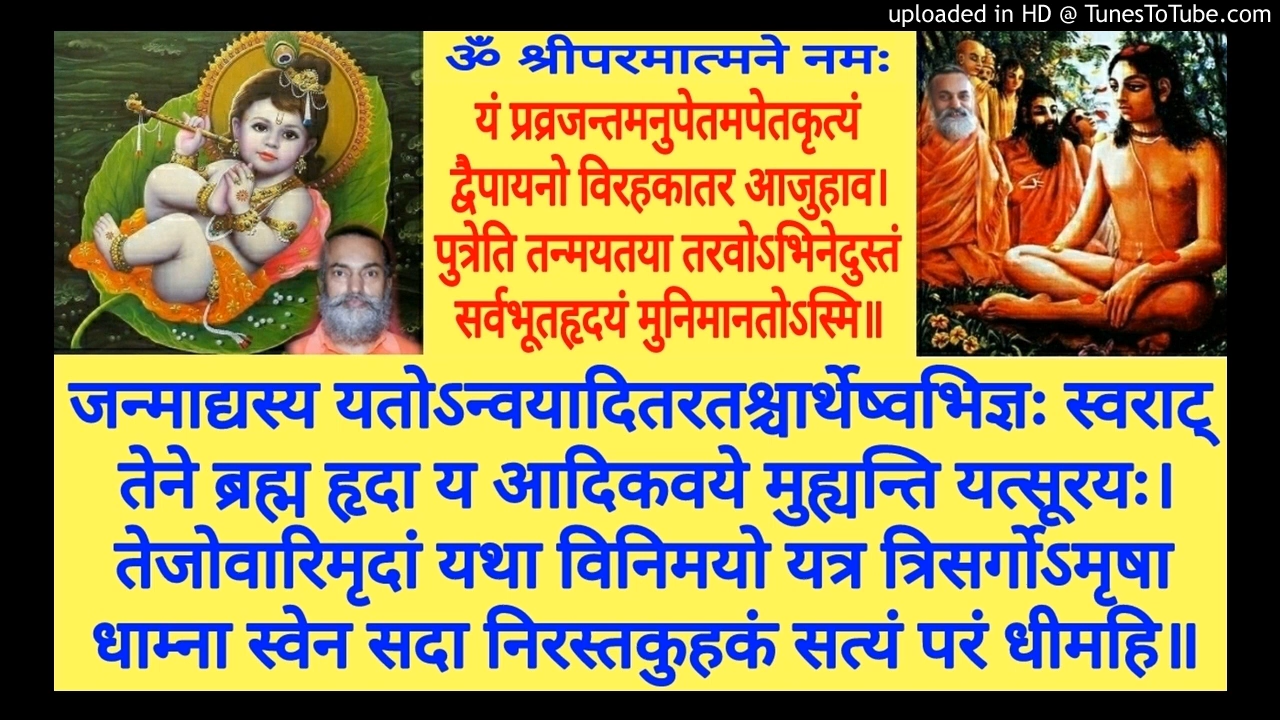 uploaded in HD @ TunesToTube.com
ॐ श्रीपरमात्मने नमः
यं प्रव्रजन्तमनुपेतमपेतकृत्यं
द्वैपायनो विरहकातर आजुहाव।
पुत्रेति तन्मयतया तरवोऽभिनेदुस्तं
सर्वभूतहृदयं मुनिमानतोऽस्मि॥
जन्माद्यस्य यतोऽन्वयादितरतश्चार्थेष्वभिज्ञः स्वराट्
तेने ब्रह्म हृदा य आदिकवये मुह्यन्ति यत्सूरयः।
तेजोवारिमृदां यथा विनिमयो यत्र त्रिसर्गोऽमृषा
धाम्ना स्वेन सदा निरस्तकुहकं सत्यं परं धीमहि॥